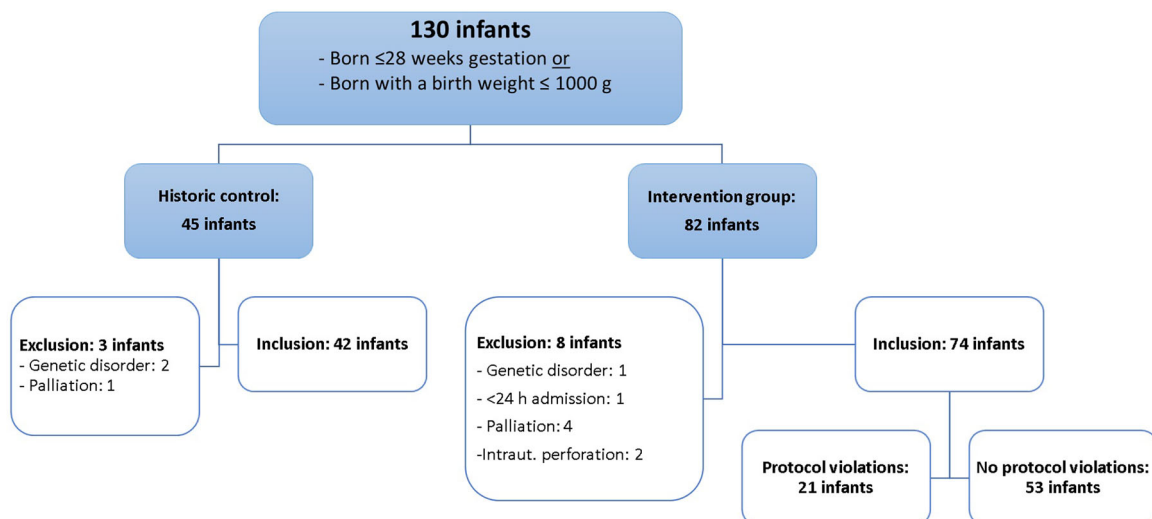 130 infants
- Born ≤28 weeks gestation or
- Born with a birth weight ≤ 1000 g
Historic control:
45 infants
Intervention group:
82 infants
Exclusion: 3 infants
- Genetic disorder: 2
- Palliation: 1
Inclusion: 42 infants
Exclusion: 8 infants
- Genetic disorder: 1
- <24 h admission: 1
- Palliation: 4
-Intraut. perforation: 2
Inclusion: 74 infants
Protocol violations:
21 infants
No protocol violations:
53 infants